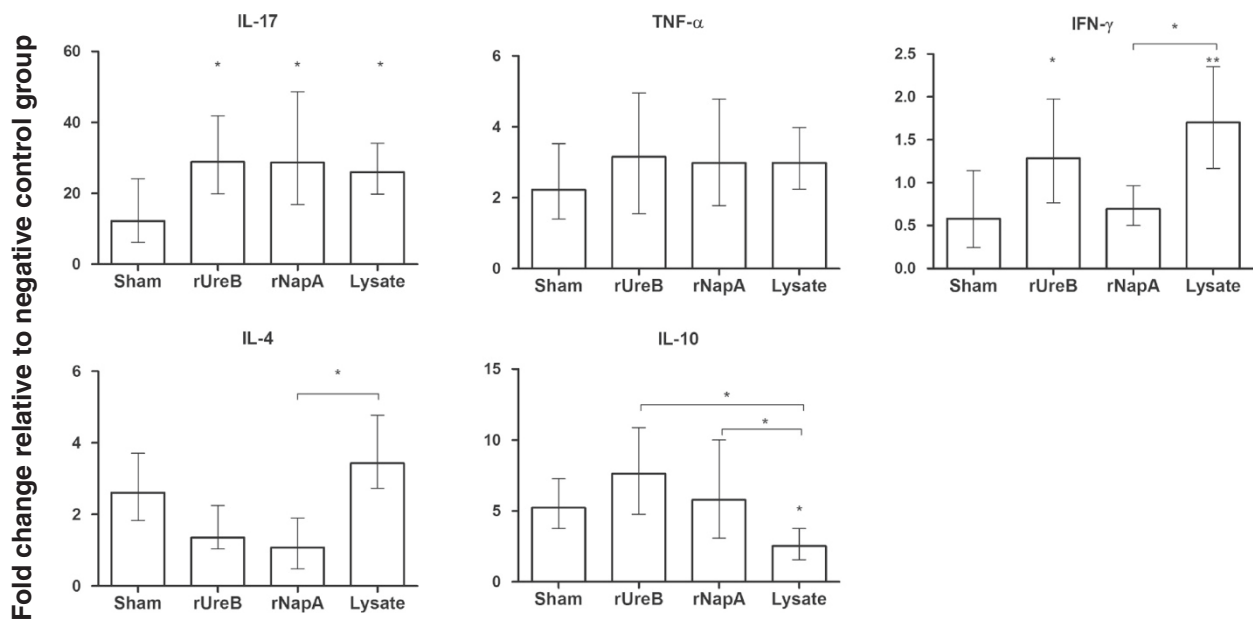 Fold change relative to negative control group
IL-17
60
40
20
0
* * *
Sham rUreB rNapA Lysate
TNF-α
6
4
2
0
Sham rUreB rNapA Lysate
IFN-γ
2.5
2.0
1.5
1.0
0.5
0.0
*
* **
Sham rUreB rNapA Lysate
IL-4
6
4
2
0
*
Sham rUreB rNapA Lysate
IL-10
15
10
5
0
*
*
*
Sham rUreB rNapA Lysate